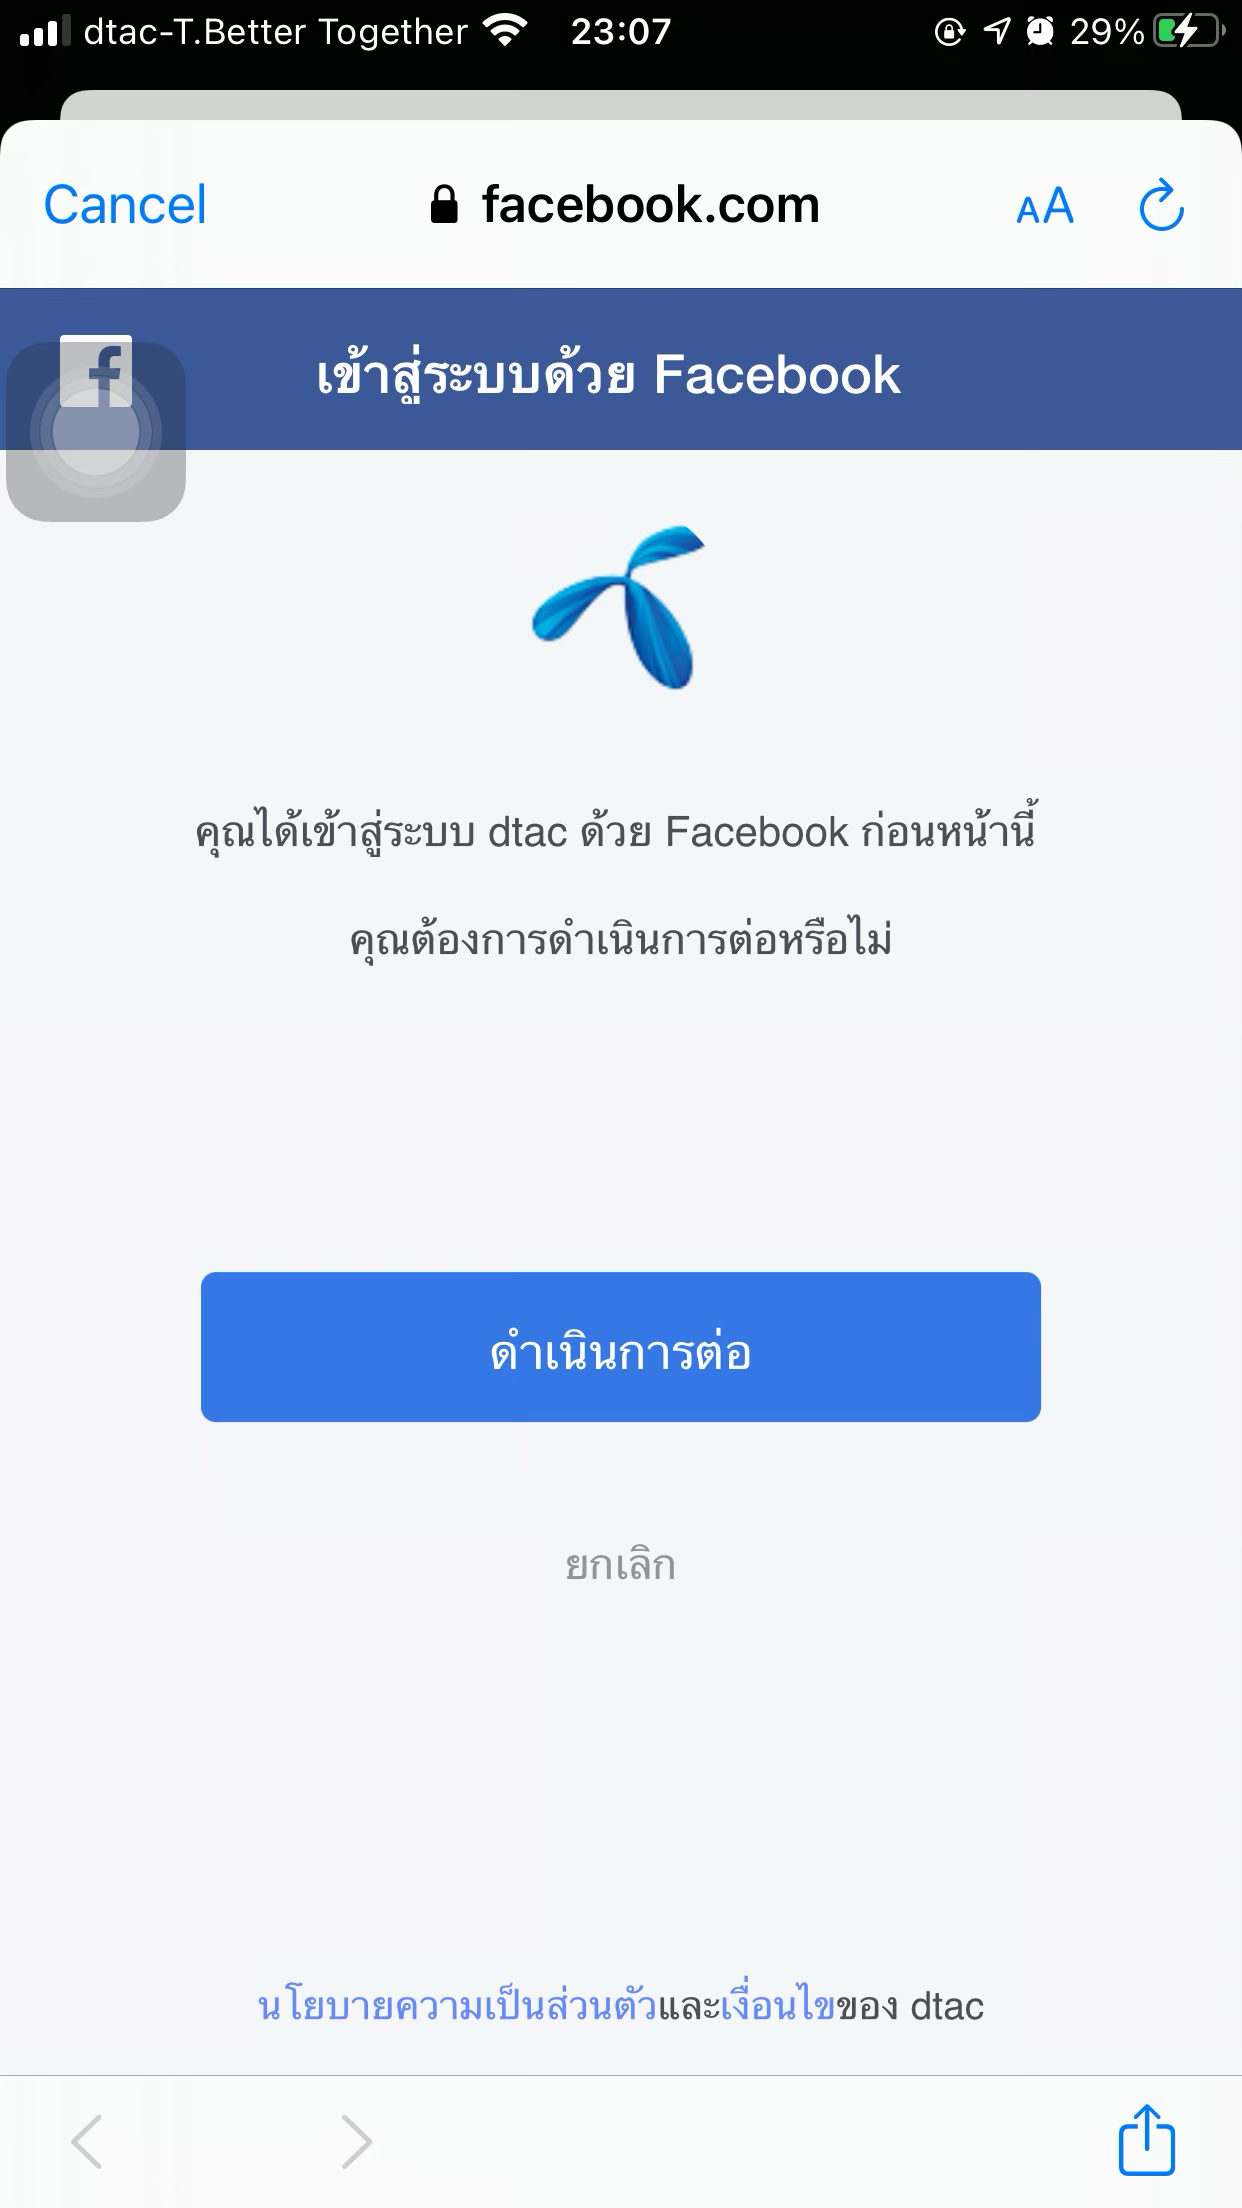 dtac-T.Better Together 23:07 29%
Cancel facebook.com AA
เข้าสู่ระบบด้วย Facebook
คุณได้เข้าสู่ระบบ dtac ด้วย Facebook ก่อนหน้านี้
คุณต้องการดำเนินการต่อหรือไม่
ดำเนินการต่อ
ยกเลิก
นโยบายความเป็นส่วนตัวและเงื่อนไขของ dtac